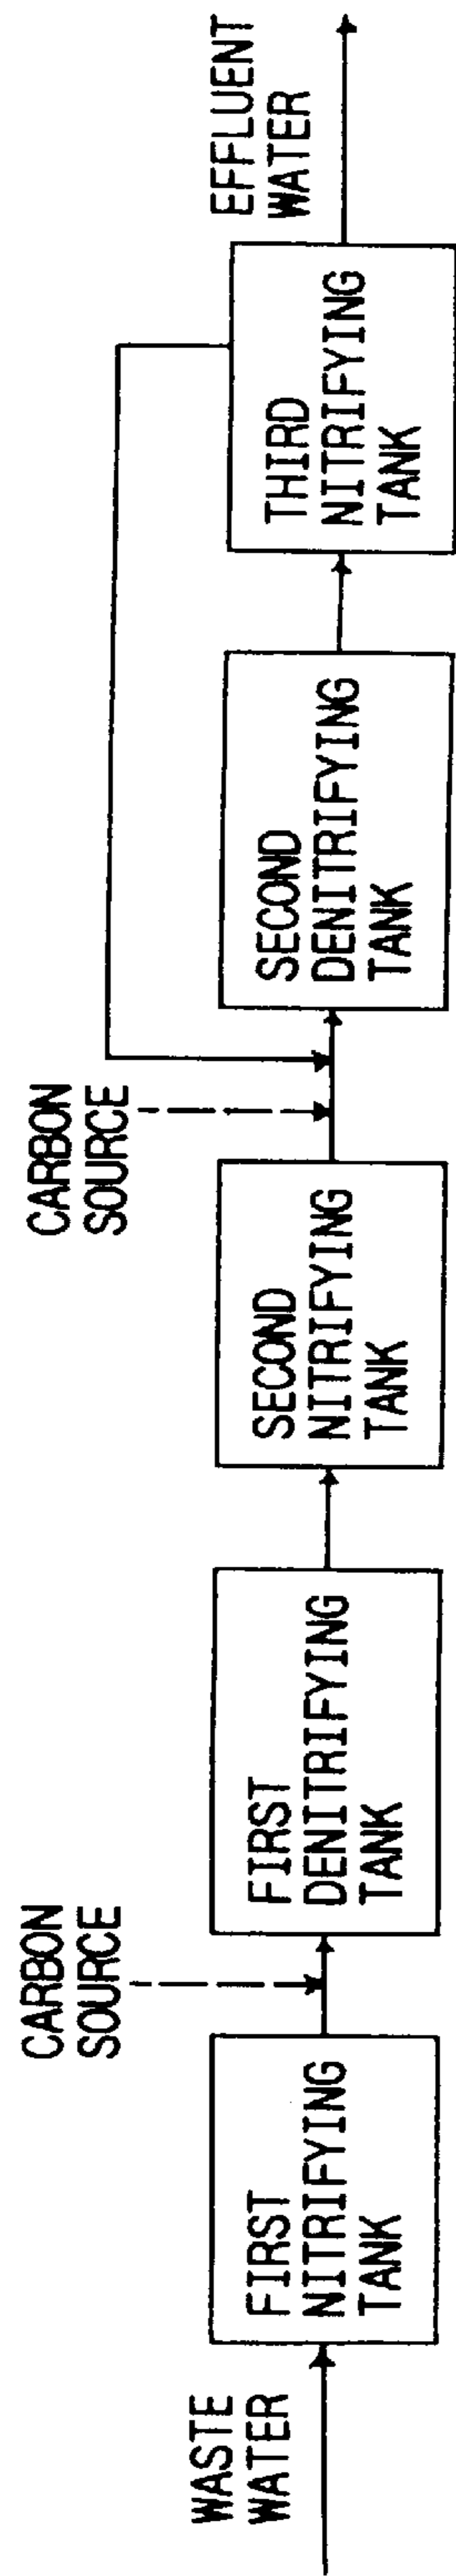 WASTE
WATER
FIRST
NITRIFYING
TANK
CARBON
SOURCE
FIRST
DENITRIFYING
TANK
SECOND
NITRIFYING
TANK
CARBON
SOURCE
SECOND
DENITRIFYING
TANK
THIRD
NITRIFYING
TANK
EFFLUENT
WATER